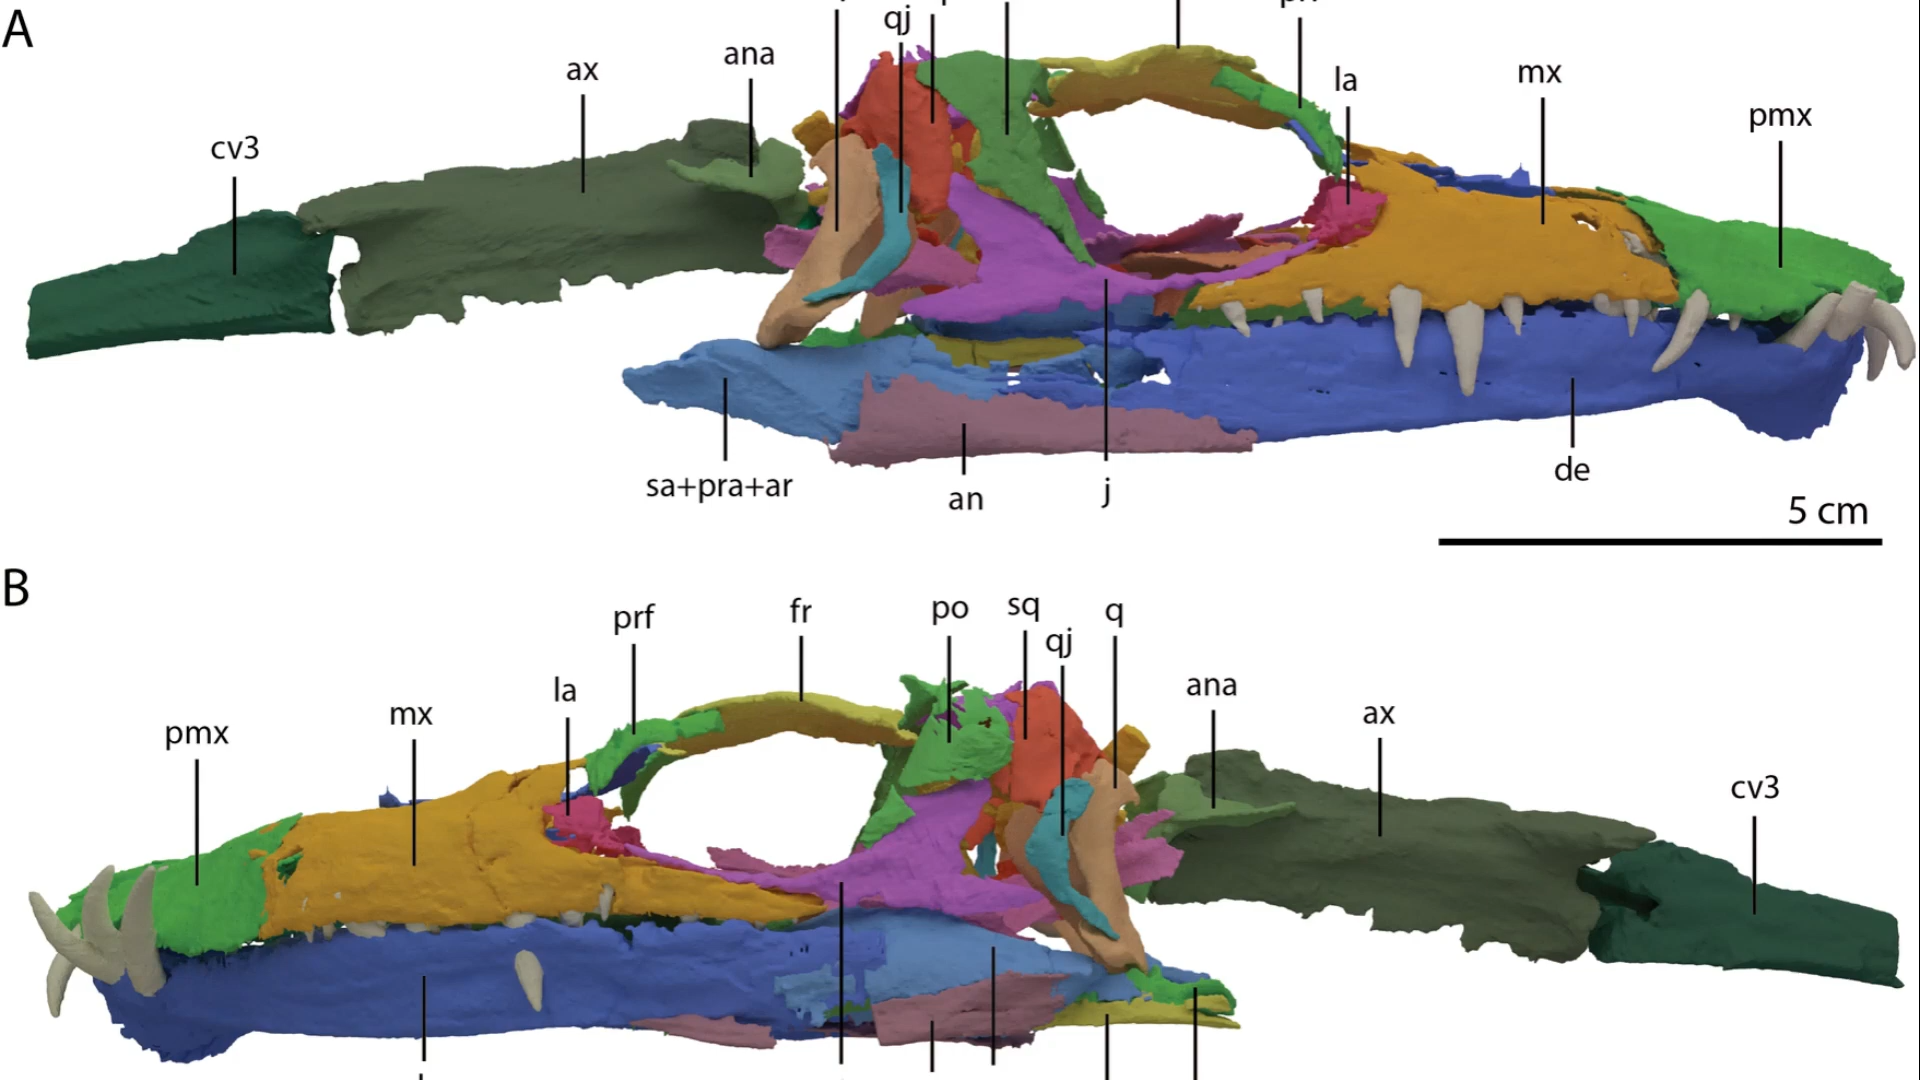 A
qj
ana
ax
la
mx
pmx
cv3
sa+pra+ar
an
j
de
5 cm
B
prf
fr
po
sq
q
qj
la
ana
mx
ax
pmx
cv3